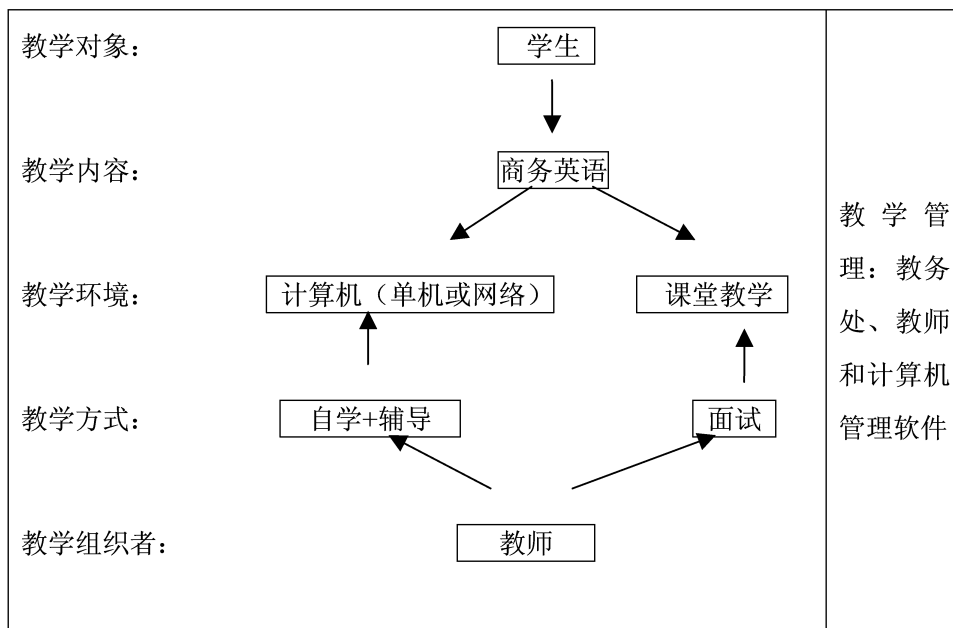 教学对象： 学生
教学内容： 商务英语
教学环境： 计算机（单机或网络） 课堂教学
教学方式： 自学+辅导 面试
教学组织者： 教师
教学管
理：教务
处、教师
和计算机
管理软件